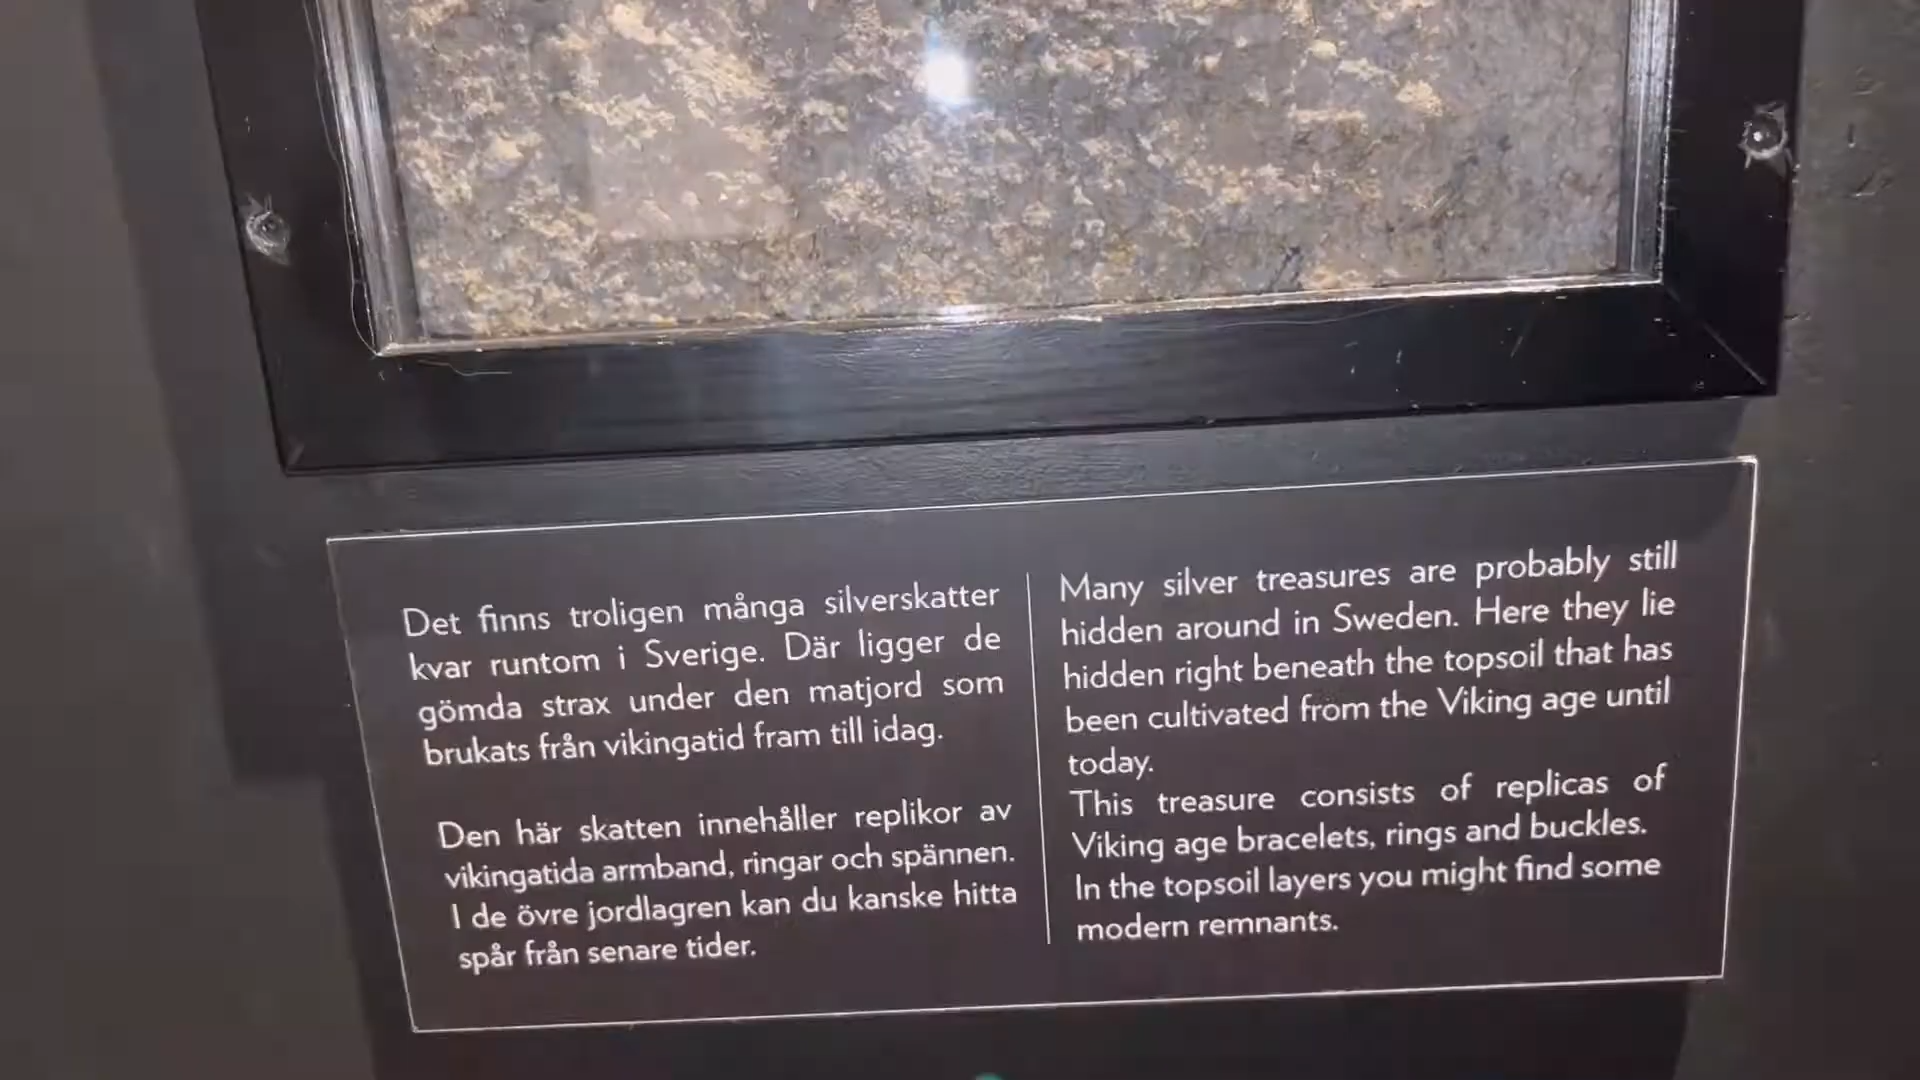 Det finns troligen många silverskatter
kvar runtom i Sverige. Där ligger de
gömda strax under den matjord som
brukats från vikingatid fram till idag.
Den här skatten innehåller replikor av
vikingatida armband, ringar och spännen.
I de övre jordlagren kan du kanske hitta
spår från senare tider.
Many silver treasures are probably still
hidden around in Sweden. Here they lie
hidden right beneath the topsoil that has
been cultivated from the Viking age until
today.
This treasure consists of replicas of
Viking age bracelets, rings and buckles.
In the topsoil layers you might find some
modern remnants.